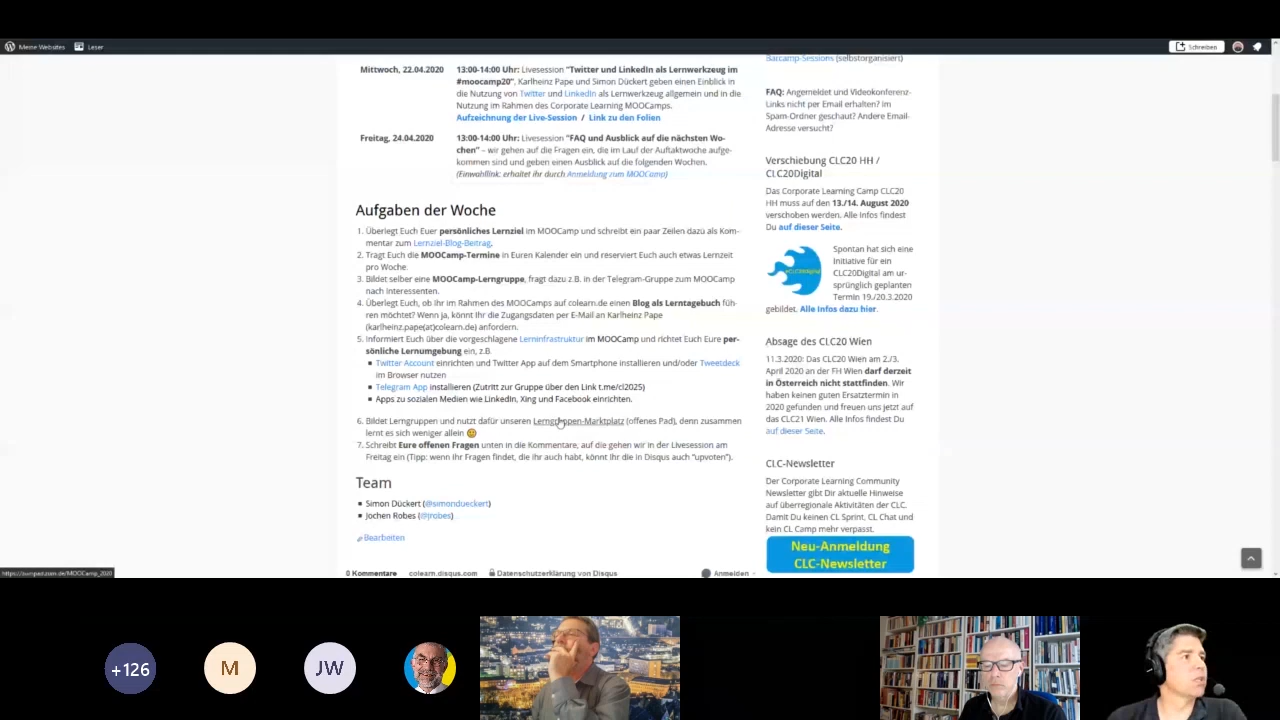 Meine Websites
Leser
Schreiben
Mittwoch, 22.04.2020
13:00-14:00 Uhr: Livesession "Twitter und LinkedIn als Lernwerkzeug im
#moocamp20", Karlheinz Pape und Simon Dückert geben einen Einblick in
die Nutzung von Twitter und LinkedIn als Lernwerkzeug allgemein und in die
Nutzung im Rahmen des Corporate Learning MOOCamps.
Aufzeichnung der Live-Session / Link zu den Folien
Freitag, 24.04.2020
13:00-14:00 Uhr: Livesession "FAQ und Ausblick auf die nächsten Wo-
chen" – wir gehen auf die Fragen ein, die im Lauf der Auftaktwoche aufge-
kommen sind und geben einen Ausblick auf die folgenden Wochen.
(Einwahllink: erhaltet ihr durch Anmeldung zum MOOCamp)
Aufgaben der Woche
1. Überlegt Euch Euer persönliches Lernziel im MOOCamp und schreibt ein paar Zeilen dazu als Kom-
mentar zum Lernziel-Blog-Beitrag.
2. Tragt Euch die MOOCamp-Termine in Euren Kalender ein und reserviert Euch auch etwas Lernzeit
pro Woche.
3. Bildet selber eine MOOCamp-Lerngruppe, fragt dazu z.B. in der Telegram-Gruppe zum MOOCamp
nach Interessenten.
4. Überlegt Euch, ob ihr im Rahmen des MOOCamps auf colearn.de einen Blog als Lerntagebuch füh-
ren möchtet? Wenn ja, könnt Ihr die Zugangsdaten per E-Mail an Karlheinz Pape
(karlheinz.pape(at)colearn.de) anfordern.
5. Informiert Euch über die vorgeschlagene Lerninfrastruktur im MOOCamp und richtet Euch Eure per-
sönliche Lernumgebung ein, z.B.
Twitter Account einrichten und Twitter App auf dem Smartphone installieren und/oder Tweetdeck
im Browser nutzen
Telegram App installieren (Zutritt zur Gruppe über den Link t.me/cl2025)
Apps zu sozialen Medien wie LinkedIn, Xing und Facebook einrichten.
6. Bildet Lerngruppen und nutzt dafür unseren Lerngruppen-Marktplatz (offenes Pad), denn zusammen
lernt es sich weniger allein
7. Schreibt Eure offenen Fragen unten in die Kommentare, auf die gehen wir in der Livesession am
Freitag ein (Tipp: wenn ihr Fragen findet, die ihr auch habt, könnt Ihr die in Disqus auch "upvoten").
Team
Simon Dückert (@simondueckert)
Jochen Robes (@jrobes)
Bearbeiten
0 Kommentare
colearn.disqus.com
Datenschutzerklärung von Disqus
Anmelden
Barcamp-Sessions (selbstorganisiert)
FAQ: Angemeldet und Videokonferenz-
Links nicht per Email erhalten? Im
Spam-Ordner geschaut? Andere Email-
Adresse versucht?
Verschiebung CLC20 HH /
CLC20Digital
Das Corporate Learning Camp CLC20
HH muss auf den 13./14. August 2020
verschoben werden. Alle Infos findest
Du auf dieser Seite.
#CLC20Digital
Spontan hat sich eine
Initiative für ein
CLC20Digital am ur-
sprünglich geplanten
Termin 19./20.3.2020
gebildet. Alle Infos dazu hier.
Absage des CLC20 Wien
11.3.2020: Das CLC20 Wien am 2./3.
April 2020 an der FH Wien darf derzeit
in Österreich nicht stattfinden. Wir
haben keinen guten Ersatztermin in
2020 gefunden und freuen uns jetzt auf
das CLC21 Wien. Alle Infos findest Du
auf dieser Seite.
CLC-Newsletter
Der Corporate Learning Community
Newsletter gibt Dir aktuelle Hinweise
auf überregionale Aktivitäten der CLC.
Damit Du keinen CL Sprint, CL Chat und
kein CL Camp mehr verpasst.
Neu-Anmeldung
CLC-Newsletter
+126
M
JW